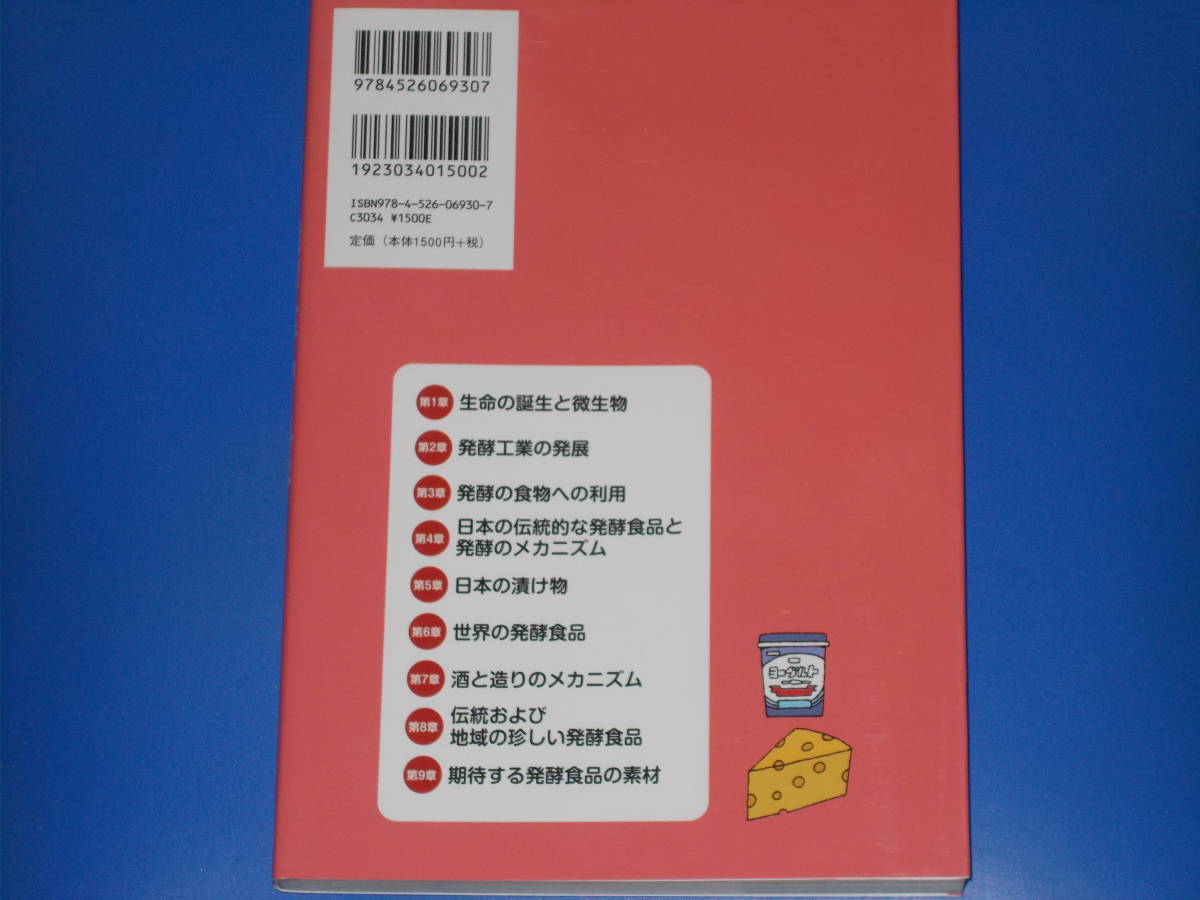 9784526069307
1923034015002
ISBN978-4-526-06930-7
C3034 ¥1500E
定価（本体1500円+税）
第1章 生命の誕生と微生物
第2章 発酵工業の発展
第3章 発酵の食物への利用
第4章 日本の伝統的な発酵食品と
発酵のメカニズム
第5章 日本の漬け物
第6章 世界の発酵食品
第7章 酒と造りのメカニズム
第8章 伝統および
地域の珍しい発酵食品
第9章 期待する発酵食品の素材
ヨーグルト